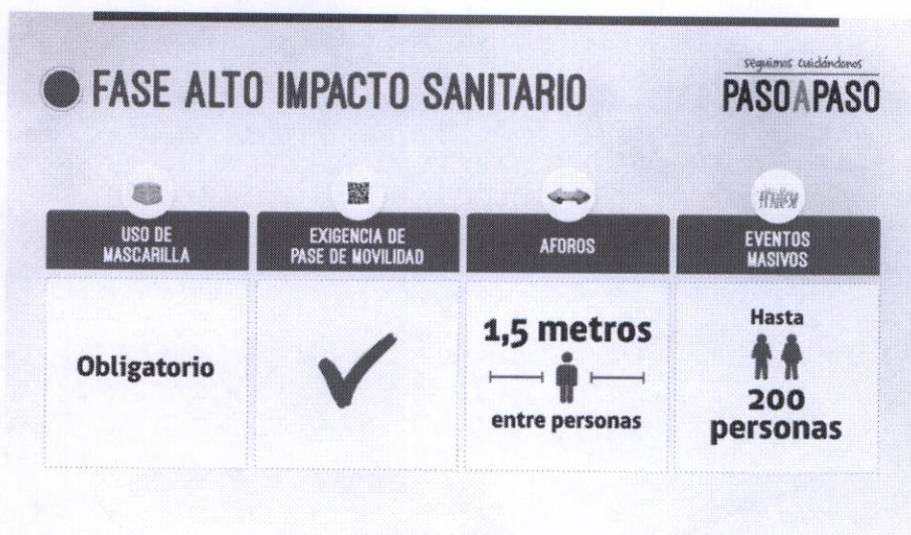 seguimos cuidándonos
FASE ALTO IMPACTO SANITARIO
PASOAPASO
USO DE
MASCARILLA
EXIGENCIA DE
PASE DE MOVILIDAD
AFOROS
EVENTOS
MASIVOS
Obligatorio
1,5 metros
entre personas
Hasta
200
personas